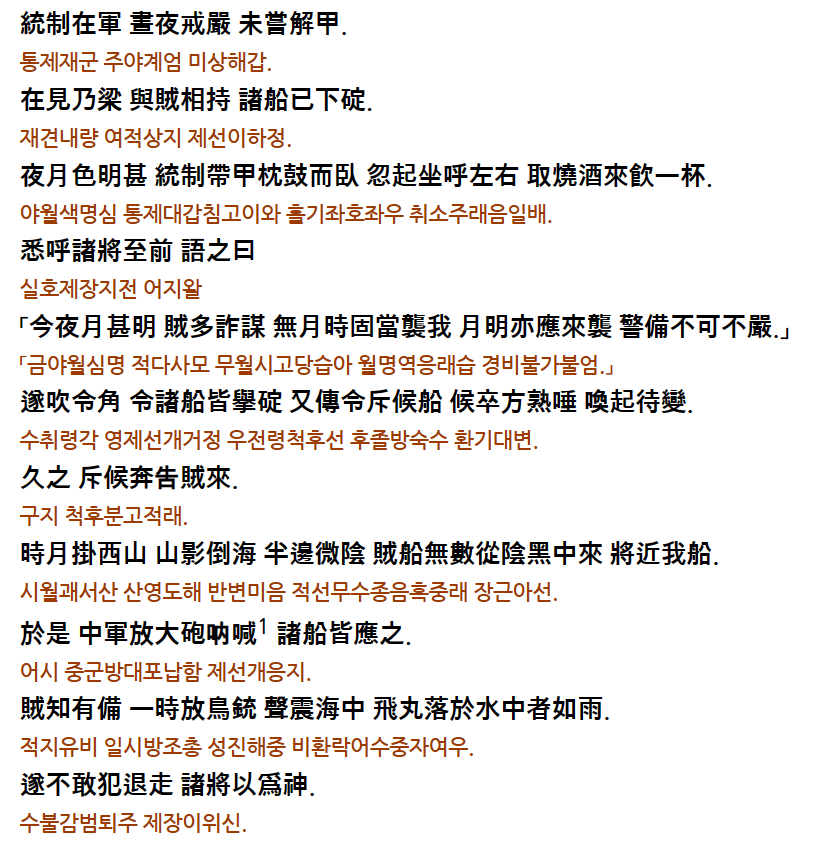 統制在軍 晝夜戒嚴 未嘗解甲.
통제재군 주야계엄 미상해갑.
在見乃梁 與賊相持 諸船已下碇.
재견내량 여적상지 제선이하정.
夜月色明甚 統制帶甲枕鼓而臥 忽起坐呼左右 取燒酒來飮一杯.
야월색명심 통제대갑침고이와 홀기좌호좌우 취소주래음일배.
悉呼諸將至前 語之曰
실호제장지전 어지왈
「今夜月甚明 賊多詐謀 無月時固當襲我 月明亦應來襲 警備不可不嚴.」
「금야월심명 적다사모 무월시고당습아 월명역응래습 경비불가불엄.」
遂吹令角 令諸船皆擧碇 又傳令斥候船 候卒方熟唾 喚起待變.
수취령각 영제선개거정 우전령척후선 후졸방숙수 환기대변.
久之 斥候奔告賊來.
구지 척후분고적래.
時月掛西山 山影倒海 半邊微陰 賊船無數從陰黑中來 將近我船.
시월괘서산 산영도해 반변미음 적선무수종음흑중래 장근아선.
於是 中軍放大砲吶喊1 諸船皆應之.
어시 중군방대포납함 제선개응지.
賊知有備 一時放鳥銃 聲震海中 飛丸落於水中者如雨.
적지유비 일시방조총 성진해중 비환락어수중자여우.
遂不敢犯退走 諸將以爲神.
수불감범퇴주 제장이위신.